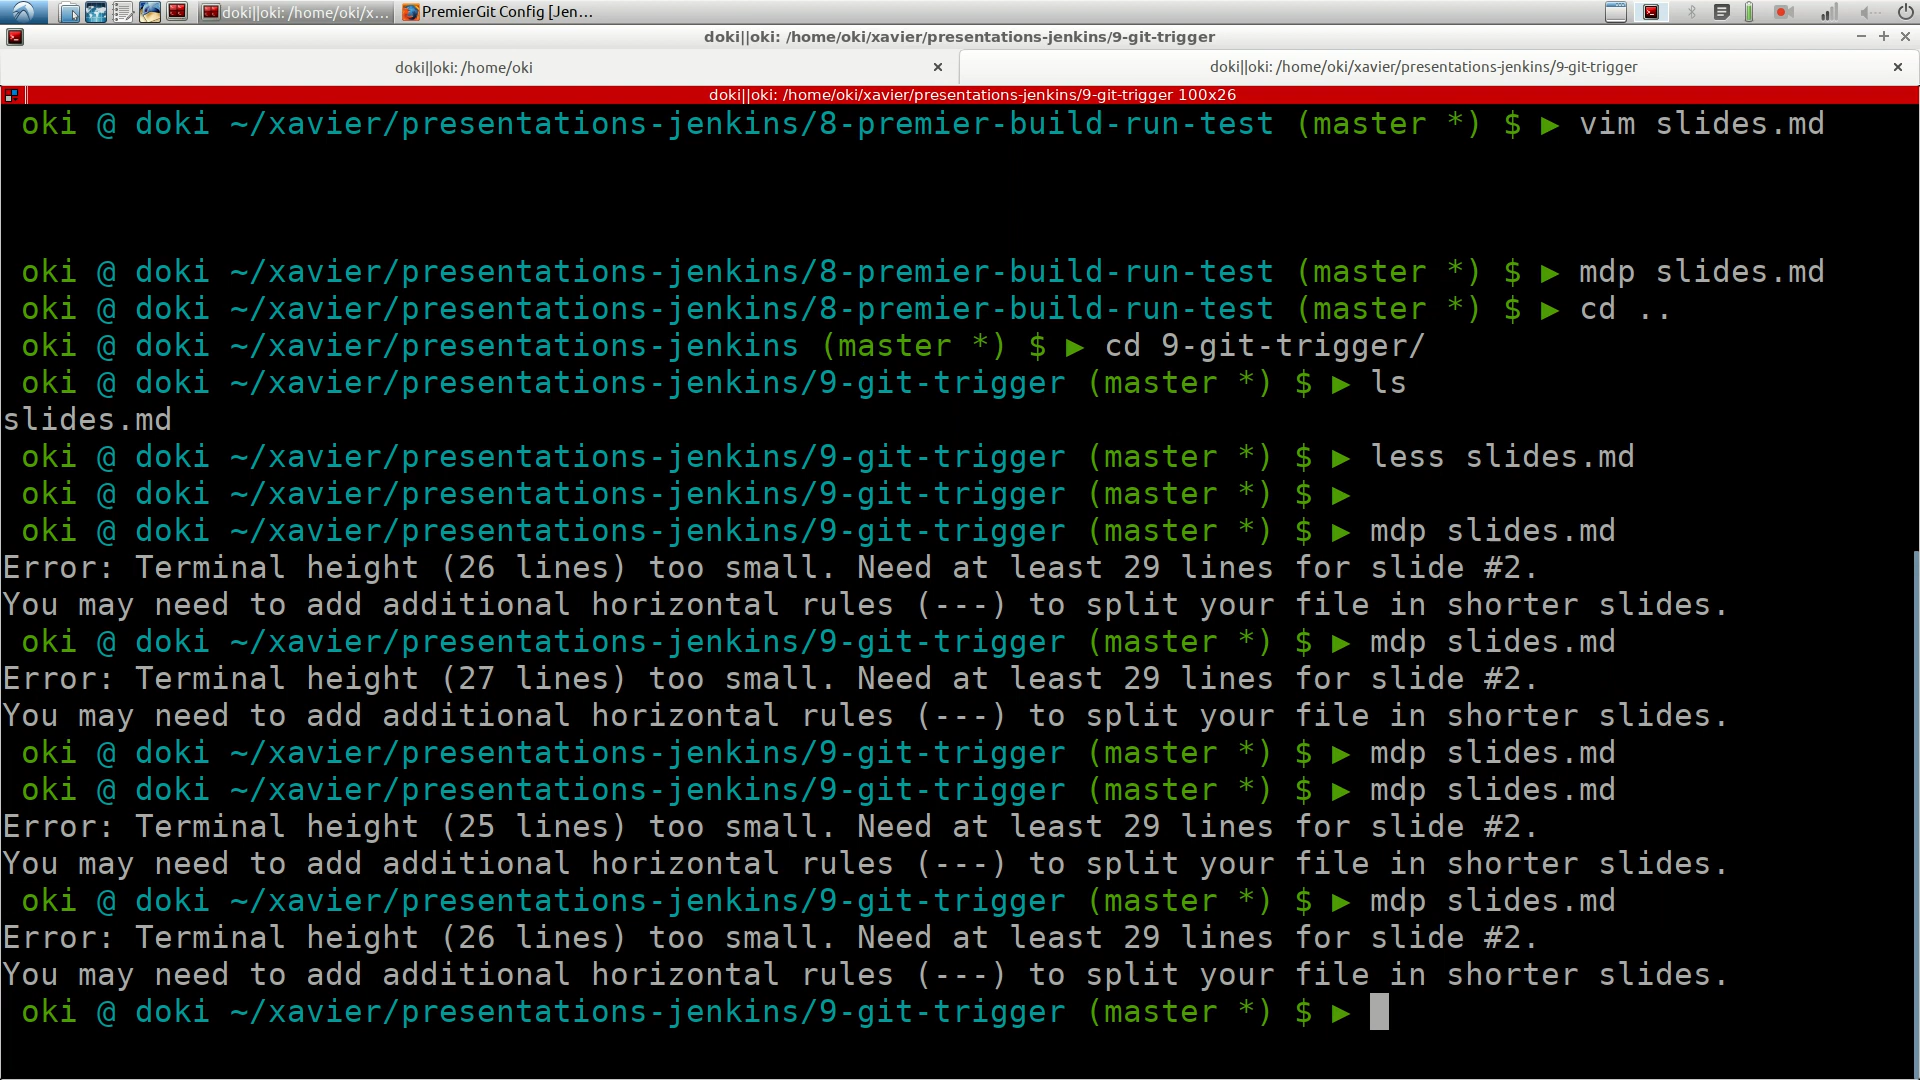 doki||oki: /home/oki/x...
PremierGit Config [Jen...
doki||oki: /home/oki/xavier/presentations-jenkins/9-git-trigger
doki||oki: /home/oki
doki||oki: /home/oki/xavier/presentations-jenkins/9-git-trigger
doki||oki: /home/oki/xavier/presentations-jenkins/9-git-trigger 100x26
oki @ doki ~/xavier/presentations-jenkins/8-premier-build-run-test (master *) $ ▶ vim slides.md
oki @ doki ~/xavier/presentations-jenkins/8-premier-build-run-test (master *) $ ▶ mdp slides.md
oki @ doki ~/xavier/presentations-jenkins/8-premier-build-run-test (master *) $ ▶ cd ..
oki @ doki ~/xavier/presentations-jenkins (master *) $ ▶ cd 9-git-trigger/
oki @ doki ~/xavier/presentations-jenkins/9-git-trigger (master *) $ ▶ ls
slides.md
oki @ doki ~/xavier/presentations-jenkins/9-git-trigger (master *) $ ▶ less slides.md
oki @ doki ~/xavier/presentations-jenkins/9-git-trigger (master *) $ ▶
oki @ doki ~/xavier/presentations-jenkins/9-git-trigger (master *) $ ▶ mdp slides.md
Error: Terminal height (26 lines) too small. Need at least 29 lines for slide #2.
You may need to add additional horizontal rules (---) to split your file in shorter slides.
oki @ doki ~/xavier/presentations-jenkins/9-git-trigger (master *) $ ▶ mdp slides.md
Error: Terminal height (27 lines) too small. Need at least 29 lines for slide #2.
You may need to add additional horizontal rules (---) to split your file in shorter slides.
oki @ doki ~/xavier/presentations-jenkins/9-git-trigger (master *) $ ▶ mdp slides.md
oki @ doki ~/xavier/presentations-jenkins/9-git-trigger (master *) $ ▶ mdp slides.md
Error: Terminal height (25 lines) too small. Need at least 29 lines for slide #2.
You may need to add additional horizontal rules (---) to split your file in shorter slides.
oki @ doki ~/xavier/presentations-jenkins/9-git-trigger (master *) $ ▶ mdp slides.md
Error: Terminal height (26 lines) too small. Need at least 29 lines for slide #2.
You may need to add additional horizontal rules (---) to split your file in shorter slides.
oki @ doki ~/xavier/presentations-jenkins/9-git-trigger (master *) $ ▶